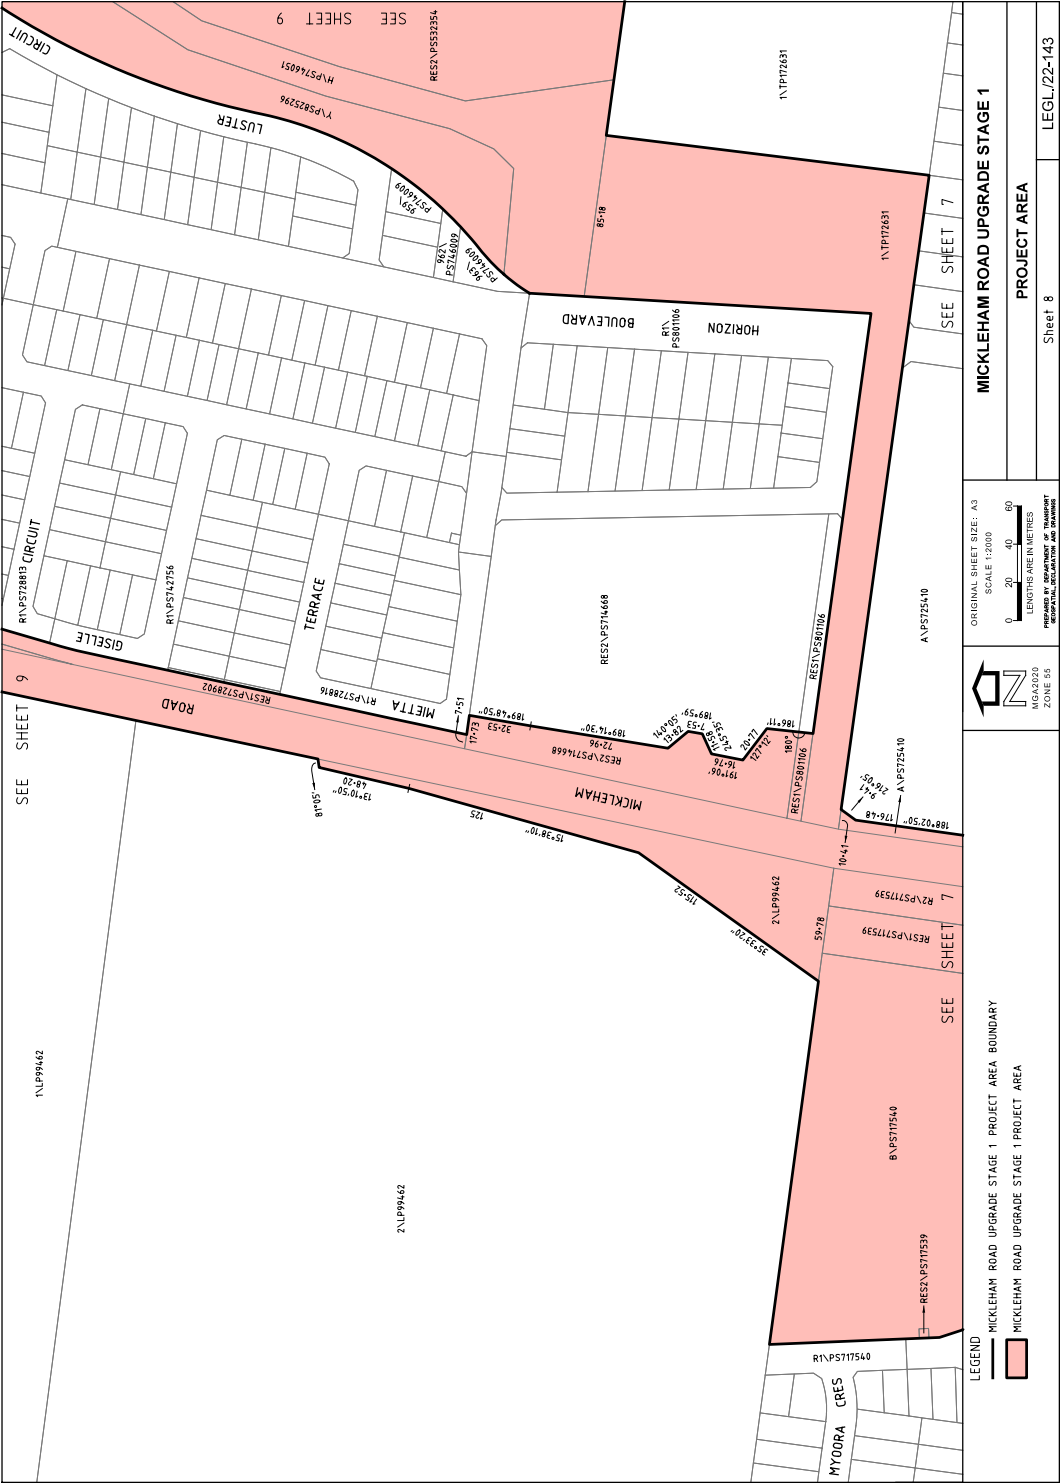 SEE SHEET 9
CIRCUIT
H\PS746051
RES2\PS532354
Y\PS825296
LUSTER
1\TP172631
959\
PS746009
962\
PS746009
963\
PS746009
85·18
1\TP172631
SEE SHEET 7
HORIZON
BOULEVARD
R1\
PS801106
R1\PS728813
CIRCUIT
GISELLE
R1\PS742756
TERRACE
RES2\PS714668
RES1\PS801106
A\PS725410
SEE SHEET 9
ROAD
RES1\PS728902
R1\PS728816
MIETTA
7·51
17·73
189°48'50"
32·53
189°14'30"
72·96
RES2\PS714668
140°05'
13·82
189°59'
7·53
245°35'
11·58
191°06'
16·76
20·77
127°12'
186°11'
180°
RES1\PS801106
MICKLEHAM
81°05'
13°10'50"
48·20
125
15°38'10"
115·52
35°33'20"
10·41
9·47
216°05'
176·48
188°02'50"
A\PS725410
2\LP99462
59·78
R2\PS717539
RES1\PS717539
SEE SHEET 7
1\LP99462
2\LP99462
B\PS717540
RES2\PS717539
R1\PS717540
MYOORA CRES
LEGEND
MICKLEHAM ROAD UPGRADE STAGE 1 PROJECT AREA BOUNDARY
MICKLEHAM ROAD UPGRADE STAGE 1 PROJECT AREA
N
MGA2020
ZONE 55
ORIGINAL SHEET SIZE: A3
SCALE 1:2000
0 20 40 60
LENGTHS ARE IN METRES
PREPARED BY DEPARTMENT OF TRANSPORT
GEOSPATIAL, DECLARATION AND DRAWINGS
MICKLEHAM ROAD UPGRADE STAGE 1
PROJECT AREA
Sheet 8
LEGL./22-143